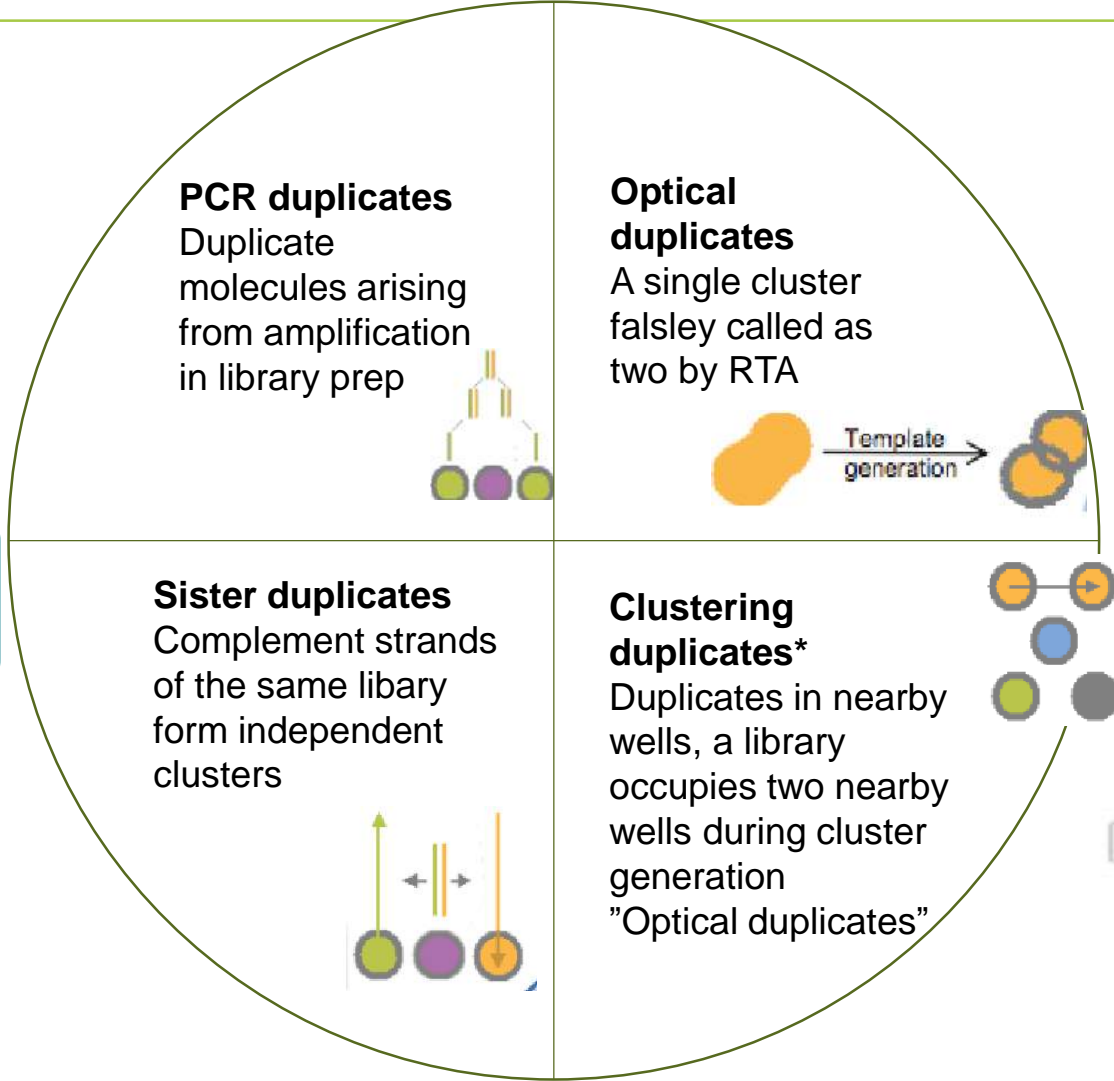 PCR duplicates
Duplicate
molecules arising
from amplification
in library prep
Optical
duplicates
A single cluster
falsley called as
two by RTA
Template
generation
Sister duplicates
Complement strands
of the same libary
form independent
clusters
Clustering
duplicates*
Duplicates in nearby
wells, a library
occupies two nearby
wells during cluster
generation
”Optical duplicates”